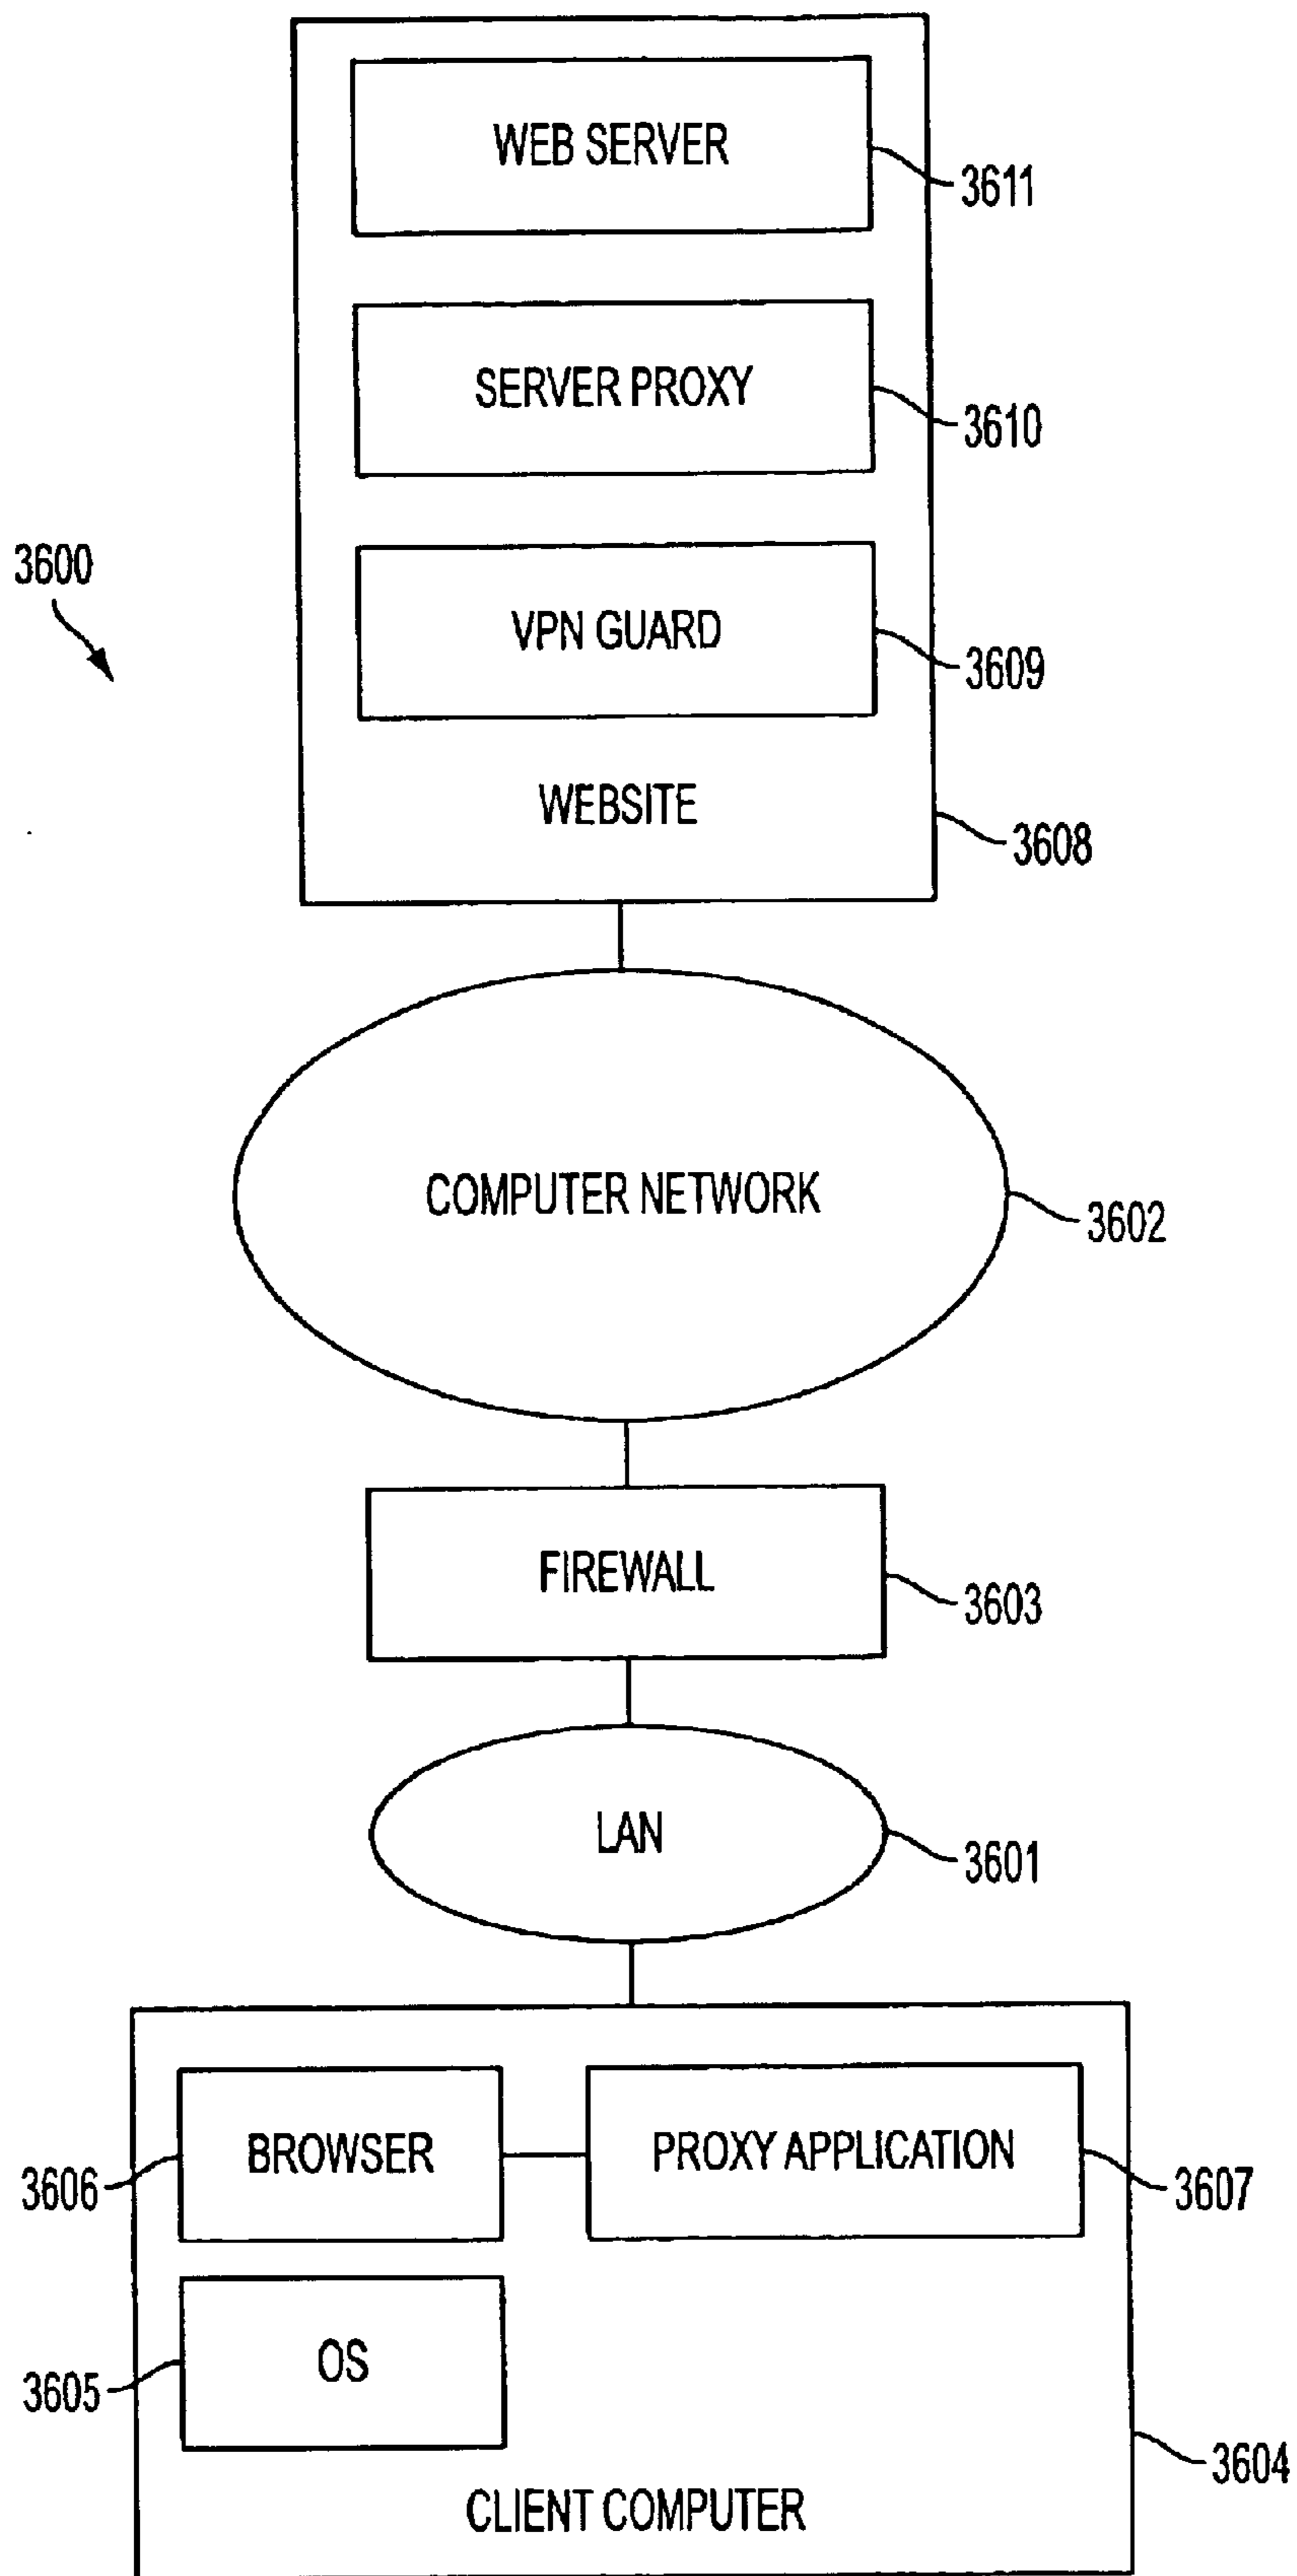 WEB SERVER
3611
SERVER PROXY
3610
3600
VPN GUARD
3609
WEBSITE
3608
COMPUTER NETWORK
3602
FIREWALL
3603
LAN
3601
BROWSER
PROXY APPLICATION
3606
3607
OS
3605
3604
CLIENT COMPUTER